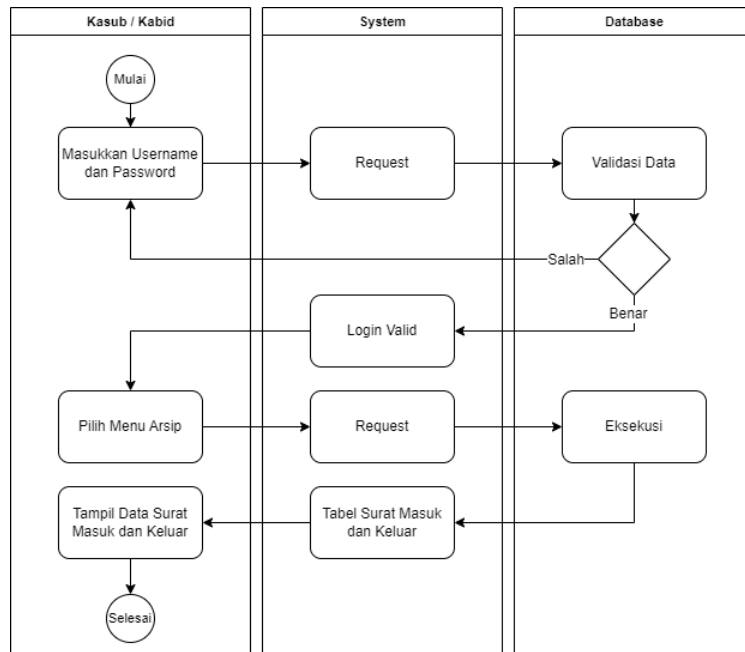 Kasub / Kabid
System
Database
Mulai
Masukkan Username
dan Password
Request
Validasi Data
Salah
Benar
Login Valid
Pilih Menu Arsip
Request
Eksekusi
Tampil Data Surat
Masuk dan Keluar
Tabel Surat Masuk
dan Keluar
Selesai